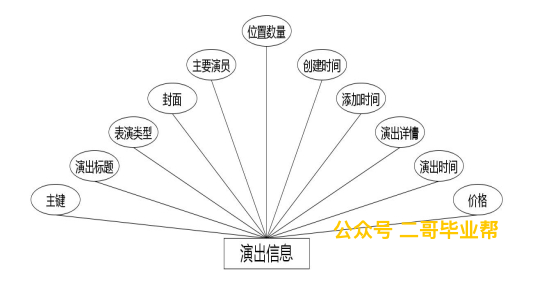 位置数量
主要演员
创建时间
封面
添加时间
表演类型
演出详情
演出标题
演出时间
主键
价格
公众号 二哥毕业帮
演出信息